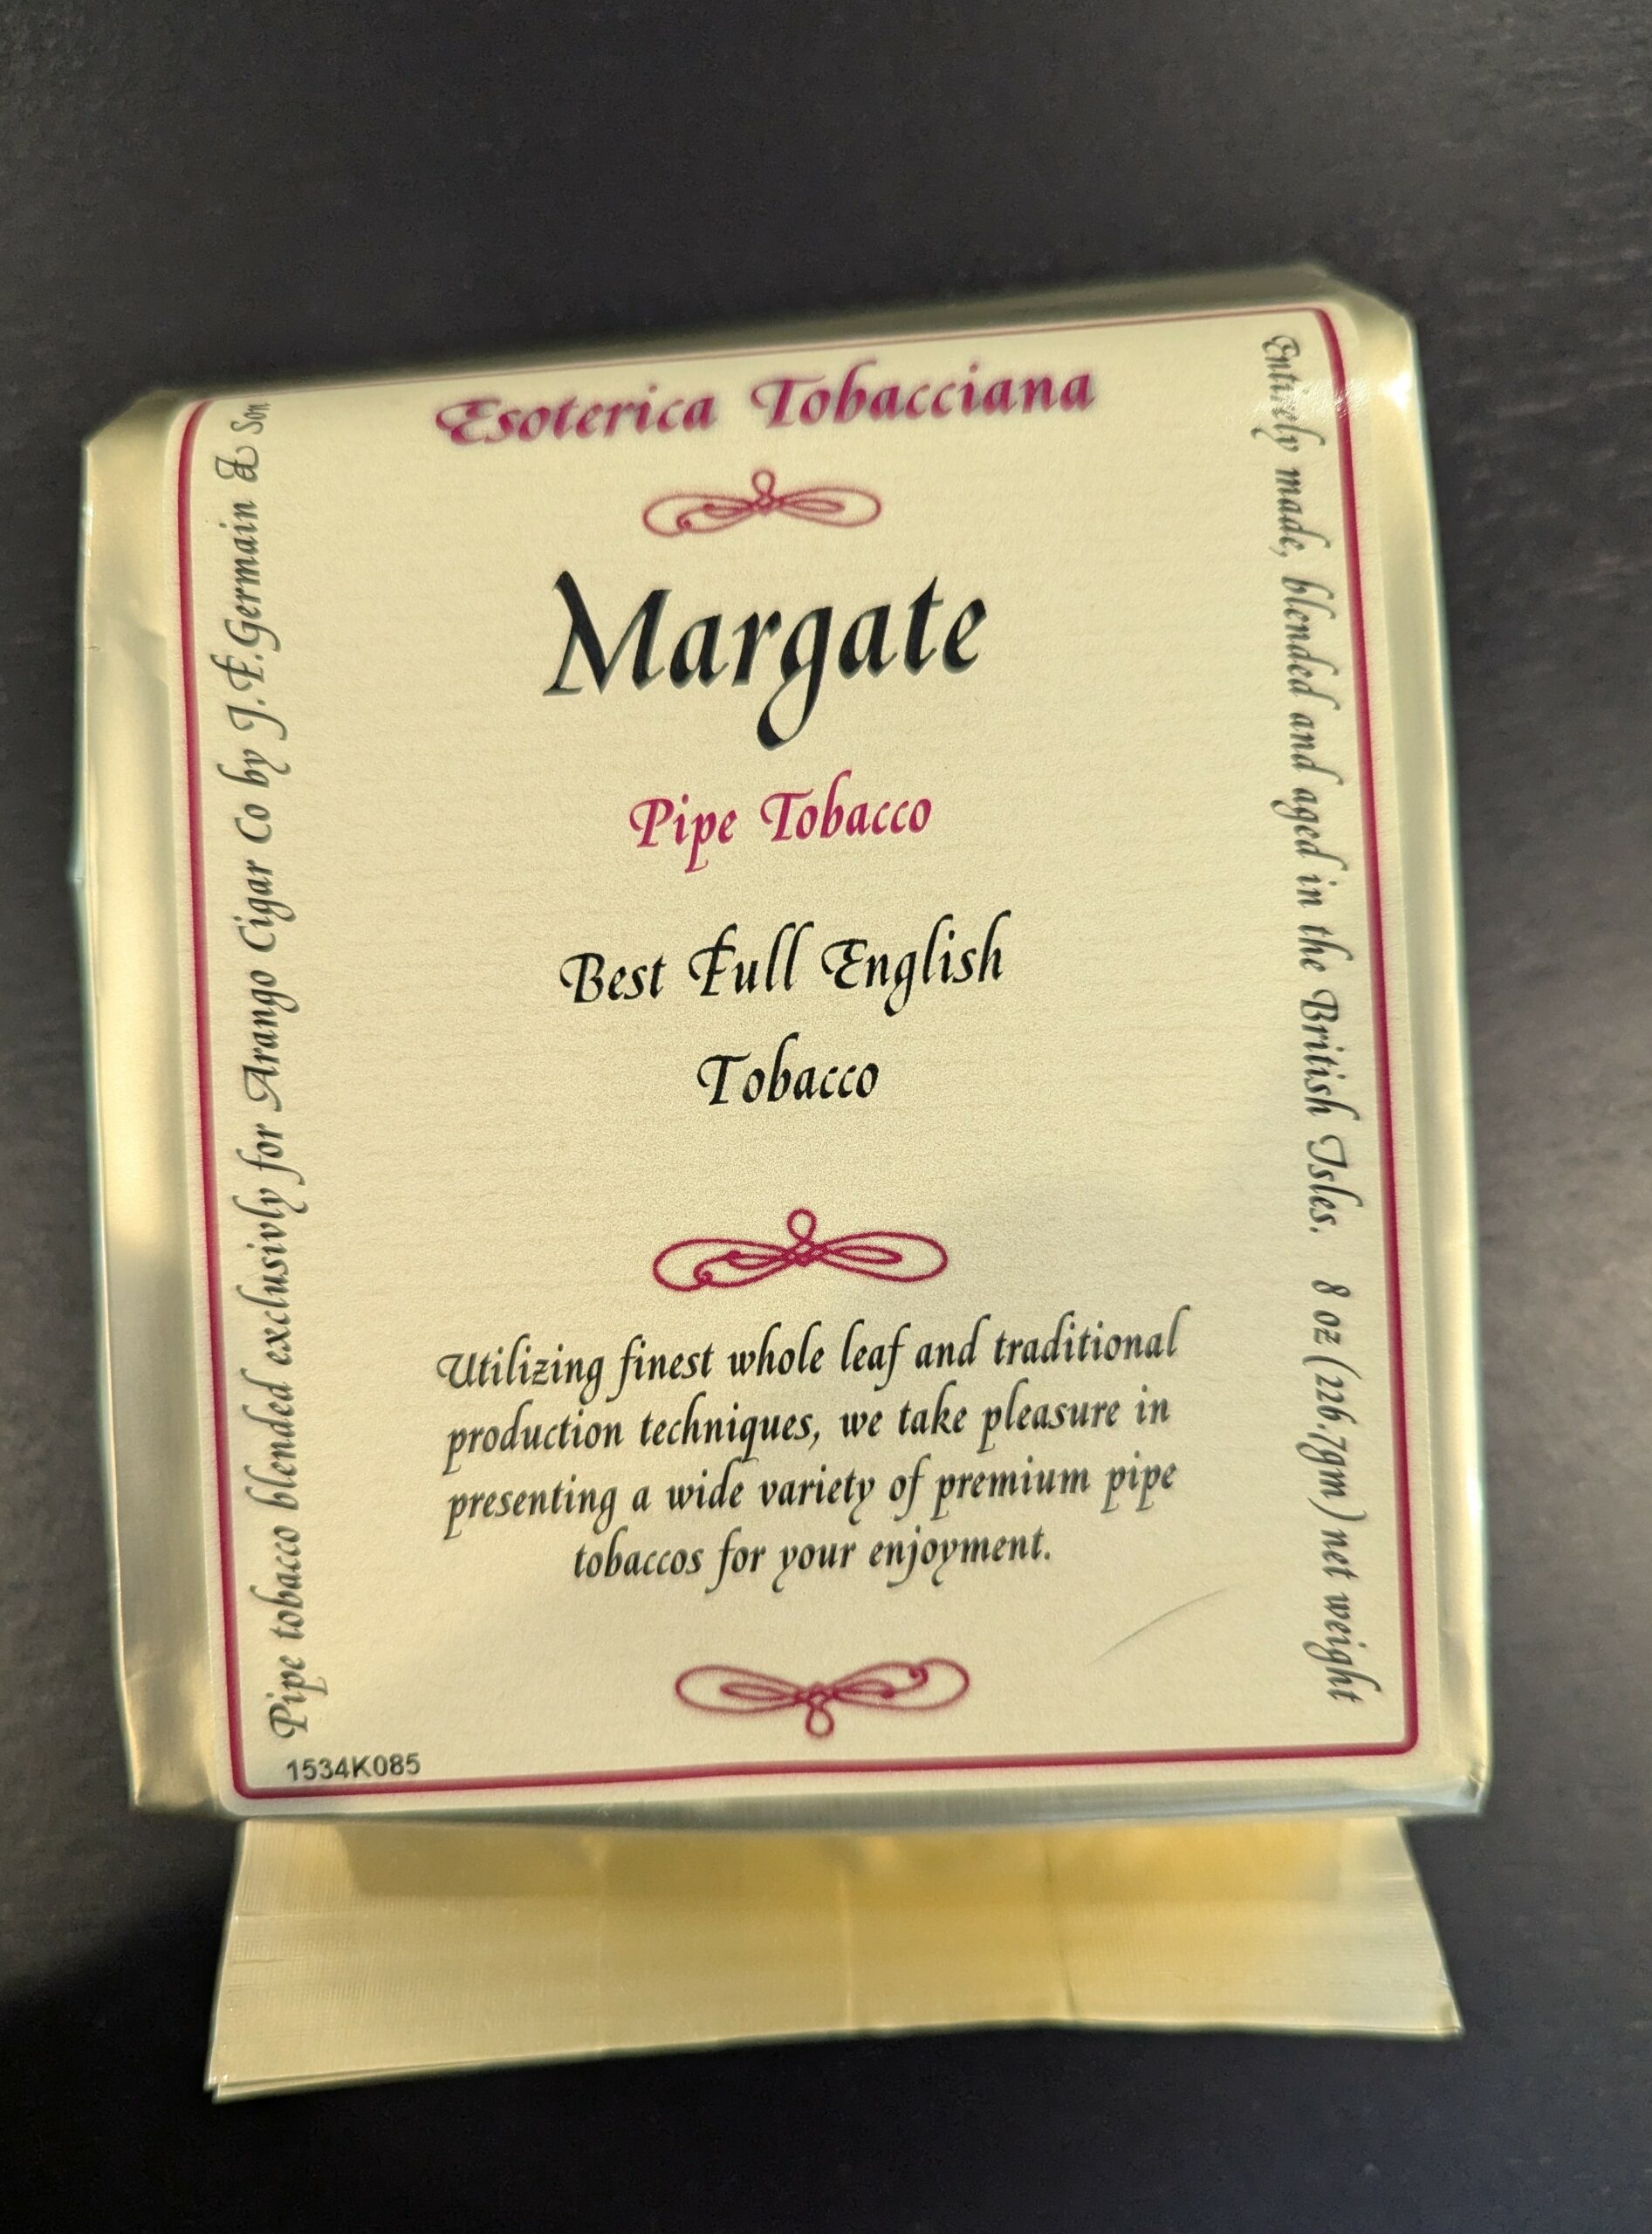 Esoterica Tobacciana
Margate
Pipe Tobacco
Best Full English
Tobacco
Utilizing finest whole leaf and traditional
production techniques, we take pleasure in
presenting a wide variety of premium pipe
tobaccos for your enjoyment.
Pipe tobacco blended exclusivly for Arango Cigar Co by J.F.Germain & Son
Entirely made, blended and aged in the British Isles. 8 oz (226.7gm) net weight
1534K085